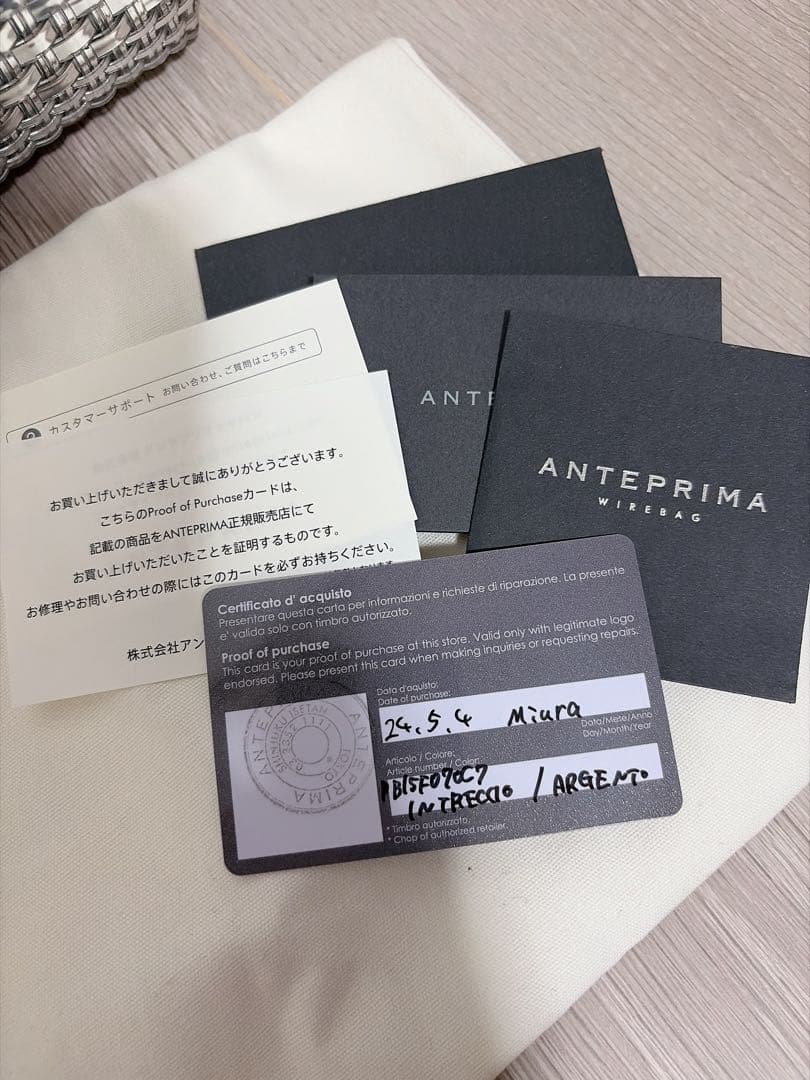 ANTE
ANTEPRIMA
WIREBAG
カスタマーサポート お問い合わせ、ご質問はこちらまで
お買い上げいただきまして誠にありがとうございます。
こちらのProof of Purchaseカードは、
記載の商品をANTEPRIMA正規販売店にて
お買い上げいただいたことを証明するものです。
お修理やお問い合わせの際にはこのカードを必ずお持ちください。
株式会社アン
Certificato d' acquisto
Presentare questa carta per informazioni e richieste di riparazione. La presente
e' valida solo con timbro autorizzato.
Proof of purchase
This card is your proof of purchase at this store. Valid only with legitimate logo
endorsed. Please present this card when making inquiries or requesting repairs.
Data d'aquisto:
Date of purchase:
24.5.4 Miura
Data/Mese/Anno
Day/Month/Year
Articolo / Colore:
Article number / Color:
PB15F070C7
INTRECCIO / ARGENTO
* Timbro autorizzato.
* Chop of authorized retailer.
ANTEPRIMA
SHINJUKU ISETAN
TOKYO
03 3352 1111